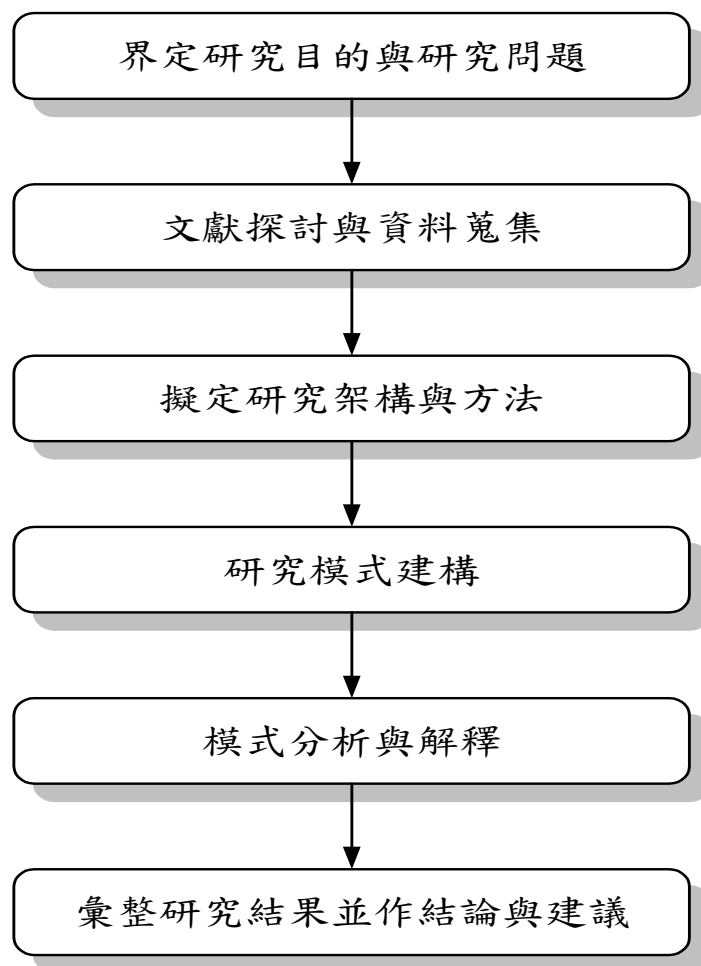 界定研究目的與研究問題
文獻探討與資料蒐集
擬定研究架構與方法
研究模式建構
模式分析與解釋
彙整研究結果並作結論與建議